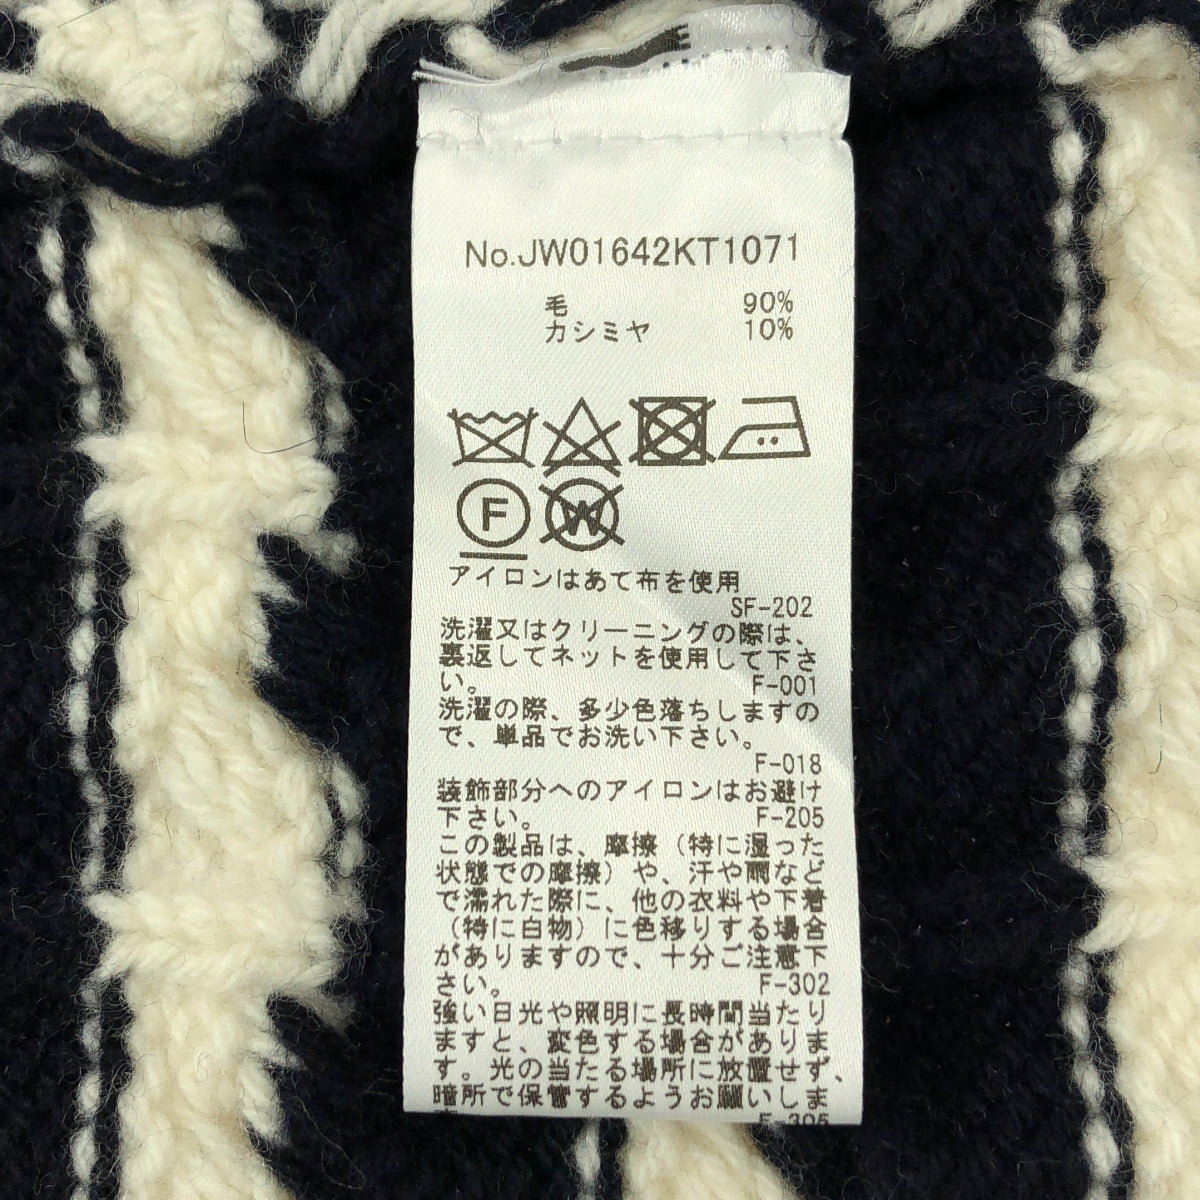 No.JW01642KT1071
毛 90%
カシミヤ 10%
F W
アイロンはあて布を使用
SF-202
洗濯又はクリーニングの際は、
裏返してネットを使用して下さ
い。 F-001
洗濯の際、多少色落ちしますの
で、単品でお洗い下さい。
F-018
装飾部分へのアイロンはお避け
下さい。 F-205
この製品は、摩擦（特に湿った
状態での摩擦）や、汗や雨など
で濡れた際に、他の衣料や下着
（特に白物）に色移りする場合
がありますので、十分ご注意下
さい。 F-302
強い日光や照明に長時間当たり
ますと、変色する場合がありま
す。光の当たる場所に放置せず、
暗所で保管するようお願いしま
F-305